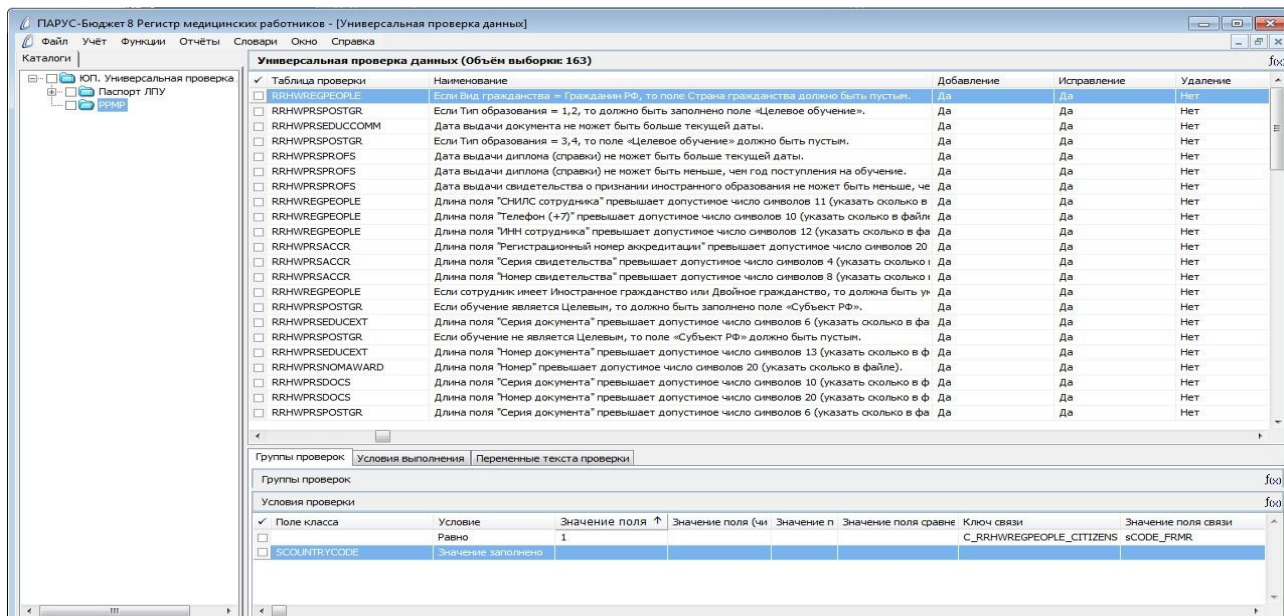 ПАРУС-Бюджет 8 Регистр медицинских работников - [Универсальная проверка данных]
Файл Учёт Функции Отчёты Словари Окно Справка
Каталоги
ЮП. Универсальная проверка
Паспорт ЛПУ
РРМР
Универсальная проверка данных (Объём выборки: 163)
Таблица проверки Наименование Добавление Исправление Удаление
RRHWREGPEOPLE Если Вид гражданства = Гражданин РФ, то поле Страна гражданства должно быть пустым. Да Да Нет
RRHWPRSPOSTGR Если Тип образования = 1,2, то должно быть заполнено поле «Целевое обучение». Да Да Нет
RRHWPRSEDUCCOMM Дата выдачи документа не может быть больше текущей даты. Да Да Нет
RRHWPRSPOSTGR Если Тип образования = 3,4, то поле «Целевое обучение» должно быть пустым. Да Да Нет
RRHWPRSPROFS Дата выдачи диплома (справки) не может быть больше текущей даты. Да Да Нет
RRHWPRSPROFS Дата выдачи диплома (справки) не может быть меньше, чем год поступления на обучение. Да Да Нет
RRHWPRSPROFS Дата выдачи свидетельства о признании иностранного образования не может быть меньше, че Да Да Нет
RRHWREGPEOPLE Длина поля "СНИЛС сотрудника" превышает допустимое число символов 11 (указать сколько в Да Да Нет
RRHWREGPEOPLE Длина поля "Телефон (+7)" превышает допустимое число символов 10 (указать сколько в файле Да Да Нет
RRHWREGPEOPLE Длина поля "ИНН сотрудника" превышает допустимое число символов 12 (указать сколько в фа Да Да Нет
RRHWPRSACCR Длина поля "Регистрационный номер аккредитации" превышает допустимое число символов 20 Да Да Нет
RRHWPRSACCR Длина поля "Серия свидетельства" превышает допустимое число символов 4 (указать сколько Да Да Нет
RRHWPRSACCR Длина поля "Номер свидетельства" превышает допустимое число символов 8 (указать сколько Да Да Нет
RRHWREGPEOPLE Если сотрудник имеет Иностранное гражданство или Двойное гражданство, то должна быть Да Да Нет
RRHWPRSPOSTGR Если обучение является Целевым, то должно быть заполнено поле «Субъект РФ». Да Да Нет
RRHWPRSEDUCEXT Длина поля "Серия документа" превышает допустимое число символов 6 (указать сколько в фа Да Да Нет
RRHWPRSPOSTGR Если обучение не является Целевым, то поле «Субъект РФ» должно быть пустым. Да Да Нет
RRHWPRSEDUCEXT Длина поля "Номер документа" превышает допустимое число символов 13 (указать сколько в ф Да Да Нет
RRHWPRSNOMAWARD Длина поля "Номер" превышает допустимое число символов 20 (указать сколько в файле). Да Да Нет
RRHWPRSDOCS Длина поля "Серия документа" превышает допустимое число символов 10 (указать сколько в ф Да Да Нет
RRHWPRSDOCS Длина поля "Номер документа" превышает допустимое число символов 20 (указать сколько в ф Да Да Нет
RRHWPRSPOSTGR Длина поля "Серия документа" превышает допустимое число символов 6 (указать сколько в фа Да Да Нет
Группы проверок Условия выполнения Переменные текста проверки
Группы проверок f(x)
Условия проверки f(x)
Поле класса Условие Значение поля Значение поля (чи Значение п Значение поля сравне Ключ связи Значение поля связи
Равно 1 C_RRHWREGPEOPLE_CITIZENS sCODE_FRMR
SCOUNTRYCODE Значение заполнено